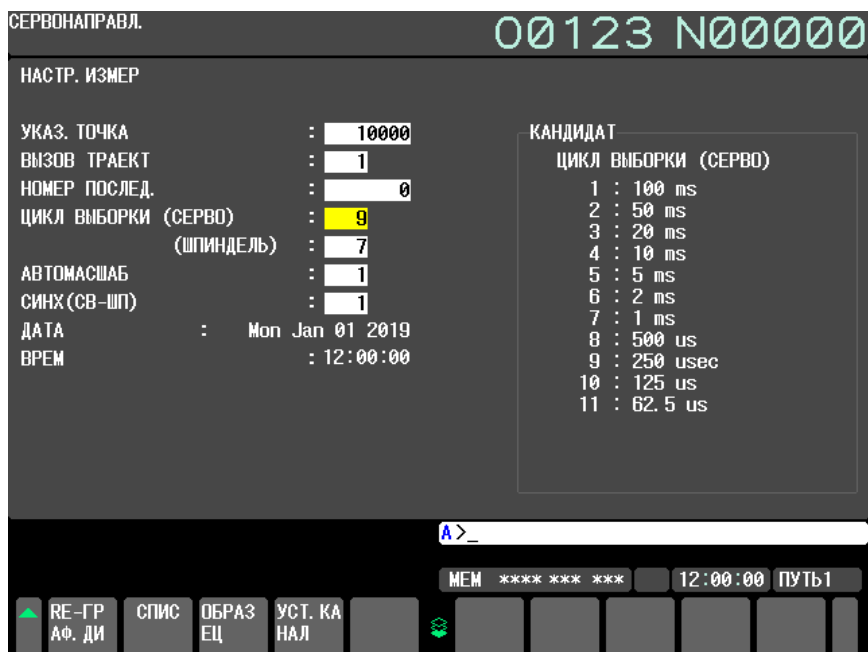 СЕРВОНАПРАВЛ.
O0123 N00000
НАСТР. ИЗМЕР
УКАЗ. ТОЧКА : 10000
ВЫЗОВ ТРАЕКТ : 1
НОМЕР ПОСЛЕД. : 0
ЦИКЛ ВЫБОРКИ (СЕРВО) : 9
(ШПИНДЕЛЬ) : 7
АВТОМАСШАБ : 1
СИНХ(СВ-ШП) : 1
ДАТА : Mon Jan 01 2019
ВРЕМ : 12:00:00
КАНДИДАТ
ЦИКЛ ВЫБОРКИ (СЕРВО)
1 : 100 ms
2 : 50 ms
3 : 20 ms
4 : 10 ms
5 : 5 ms
6 : 2 ms
7 : 1 ms
8 : 500 us
9 : 250 usec
10 : 125 us
11 : 62.5 us
A >_
MEM **** *** *** 12:00:00 ПУТЬ1
RE-ГР СПИС ОБРАЗ УСТ. КА
АФ. ДИ ЕЦ НАЛ